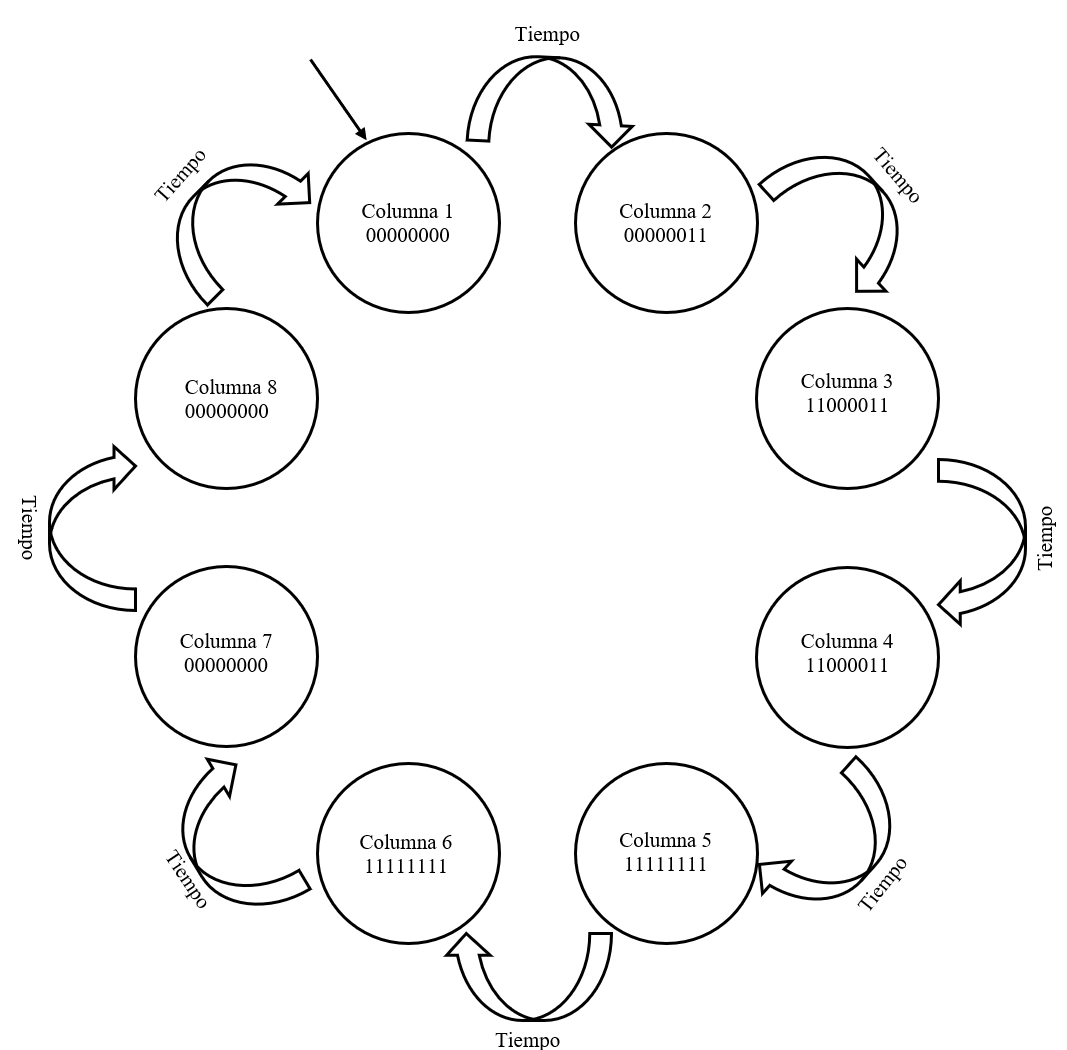 Tiempo
Tiempo
Columna 1
00000000
Columna 2
00000011
Tiempo
Columna 8
00000000
Columna 3
11000011
Tiempo
Tiempo
Columna 7
00000000
Columna 4
11000011
Tiempo
Columna 6
11111111
Columna 5
11111111
Tiempo
Tiempo